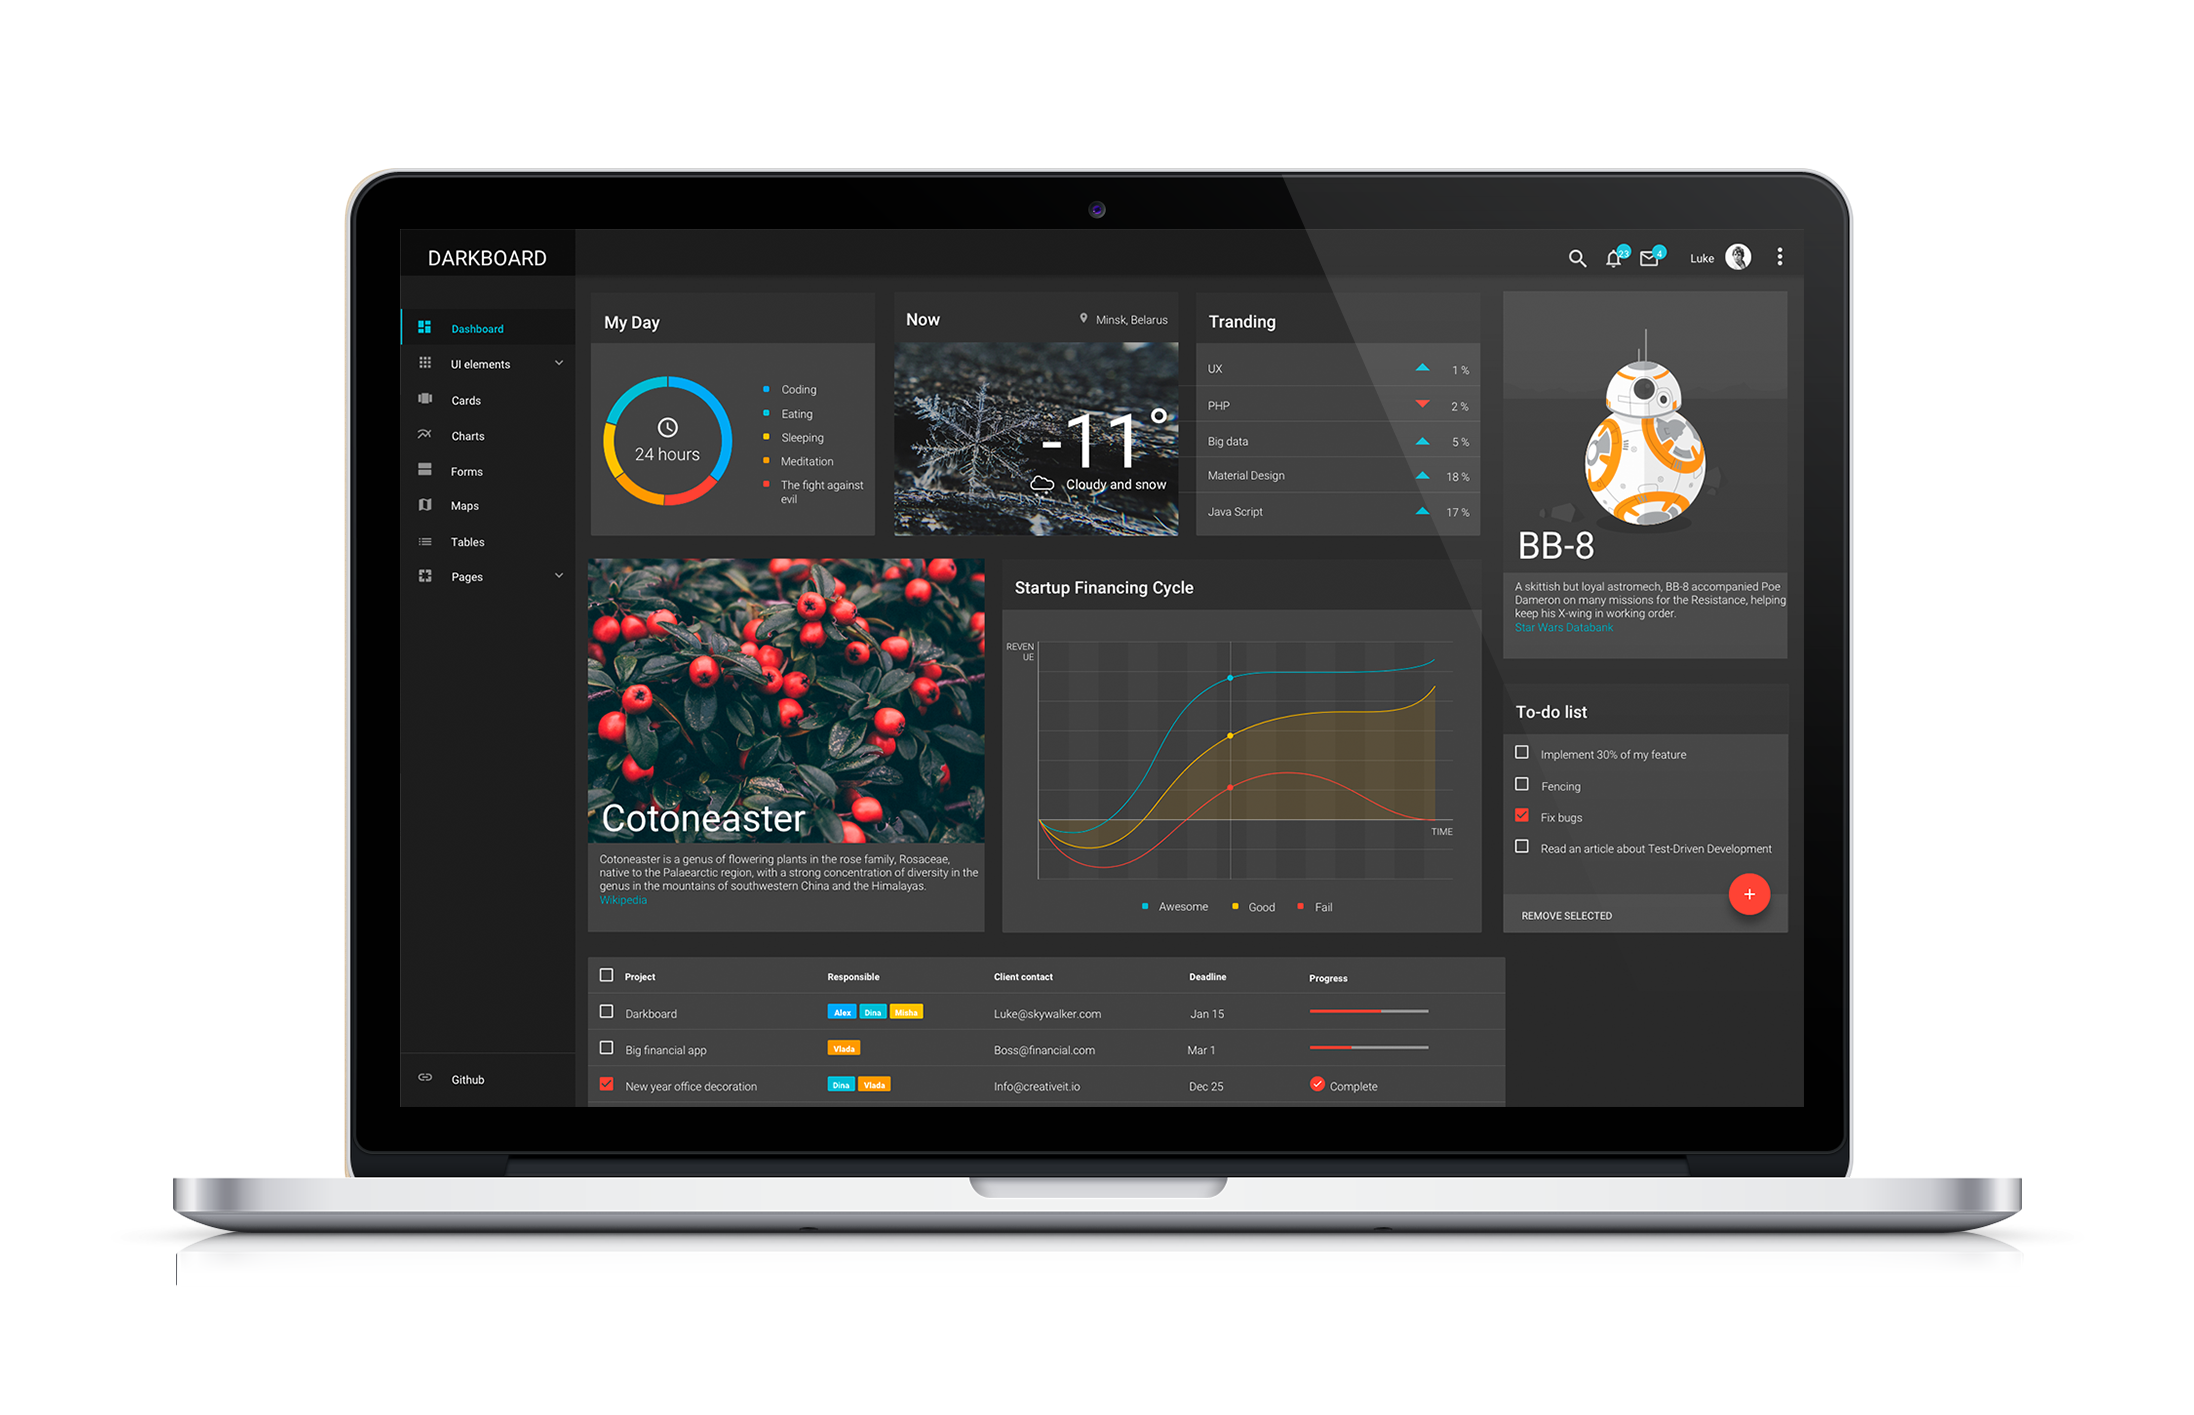 DARKBOARD
23
4
Luke
Dashboard
UI elements
Cards
Charts
Forms
Maps
Tables
Pages
Github
My Day
24 hours
Coding
Eating
Sleeping
Meditation
The fight against
evil
Now
Minsk, Belarus
-11°
Cloudy and snow
Tranding
UX 1 %
PHP 2 %
Big data 5 %
Material Design 18 %
Java Script 17 %
BB-8
A skittish but loyal astromech, BB-8 accompanied Poe
Dameron on many missions for the Resistance, helping
keep his X-wing in working order.
Star Wars Databank
Cotoneaster
Cotoneaster is a genus of flowering plants in the rose family, Rosaceae,
native to the Palaearctic region, with a strong concentration of diversity in the
genus in the mountains of southwestern China and the Himalayas.
Wikipedia
Startup Financing Cycle
REVEN
UE
TIME
Awesome Good Fail
To-do list
Implement 30% of my feature
Fencing
Fix bugs
Read an article about Test-Driven Development
REMOVE SELECTED
Project Responsible Client contact Deadline Progress
Darkboard Alex Dina Misha Luke@skywalker.com Jan 15
Big financial app Vlada Boss@financial.com Mar 1
New year office decoration Dina Vlada Info@creativeit.io Dec 25 Complete